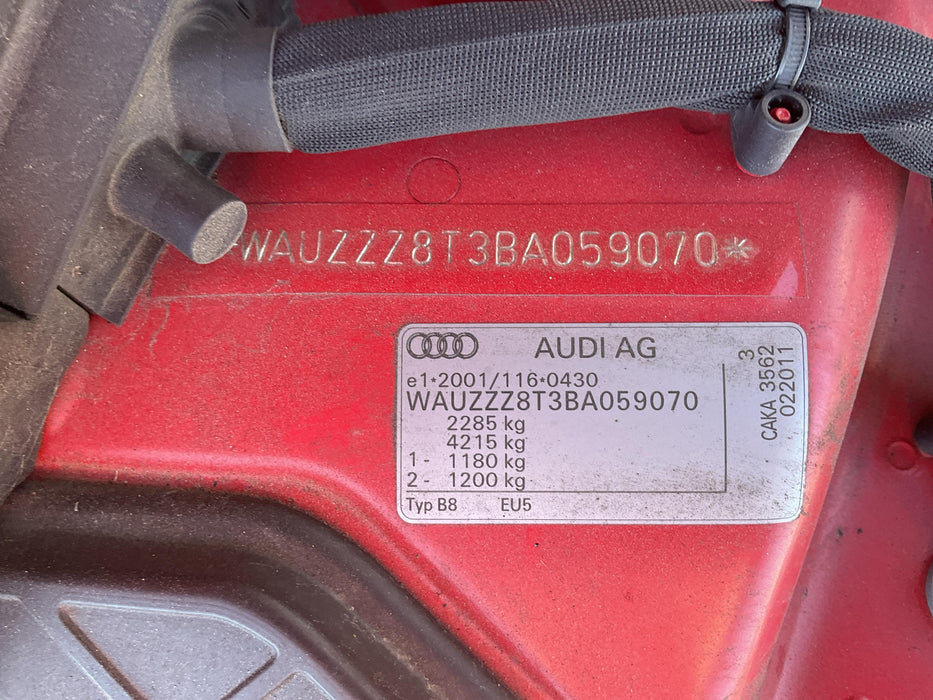 *WAUZZZ8T3BA059070*
AUDI AG
e1*2001/116*0430
WAUZZZ8T3BA059070
2285 kg
4215 kg
1 - 1180 kg
2 - 1200 kg
Typ B8 EU5
3
CAKA 3562
022011